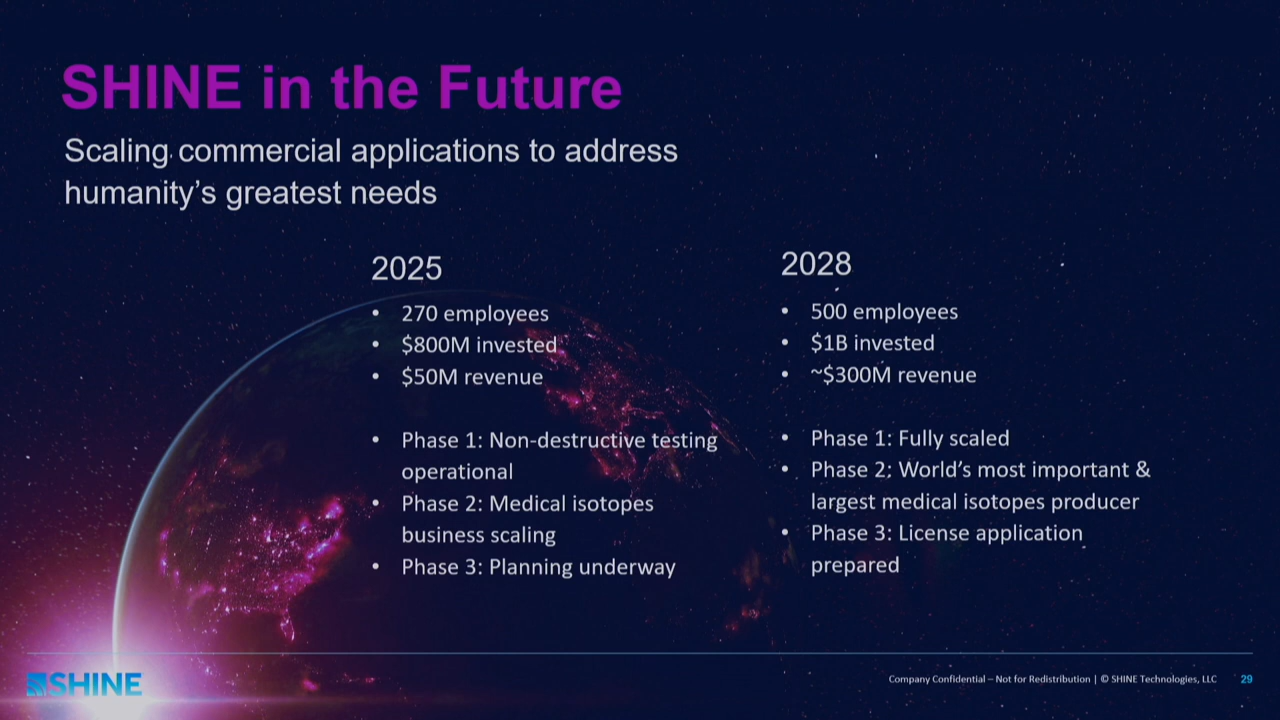 SHINE in the Future
Scaling commercial applications to address
humanity’s greatest needs
2025
• 270 employees
• $800M invested
• $50M revenue
• Phase 1: Non-destructive testing
operational
• Phase 2: Medical isotopes
business scaling
• Phase 3: Planning underway
2028
• 500 employees
• $1B invested
• ~$300M revenue
• Phase 1: Fully scaled
• Phase 2: World’s most important &
largest medical isotopes producer
• Phase 3: License application
prepared
SHINE
Company Confidential – Not for Redistribution | © SHINE Technologies, LLC 29